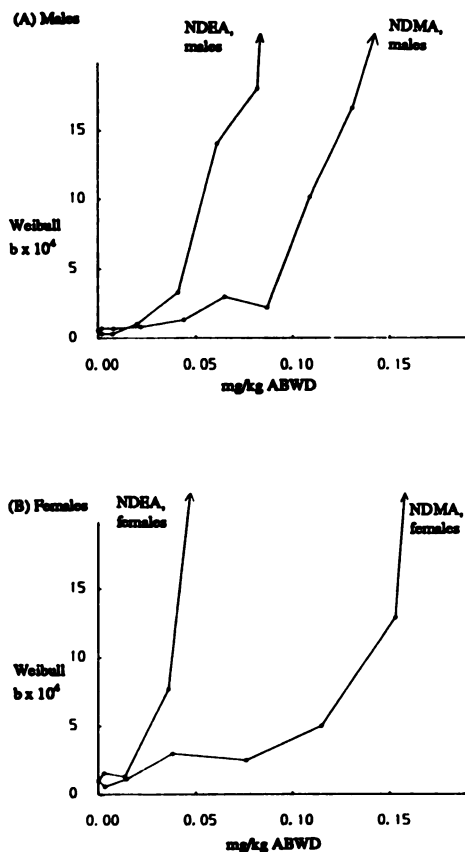 (A) Males
NDEA,
males
NDMA,
males
15
10
Weibull
b x 10⁴
5
0
0.00 0.05 0.10 0.15
mg/kg ABWD
(B) Females
NDEA,
females
NDMA,
females
15
10
Weibull
b x 10⁴
5
0
0.00 0.05 0.10 0.15
mg/kg ABWD